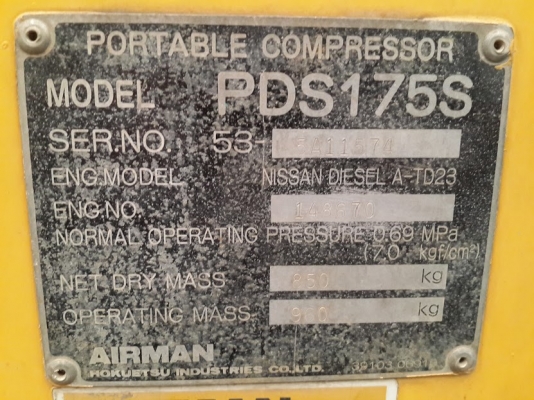 PORTABLE COMPRESSOR
MODEL PDS175S
SER.NO. 53-
ENG.MODEL NISSAN DIESEL A-TD23
ENG.NO.
NORMAL OPERATING PRESSURE 0.69 MPa
(7.0 kgf/cm²)
NET DRY MASS 850 kg
OPERATING MASS kg
AIRMAN
HOKUETSU INDUSTRIES CO.,LTD.